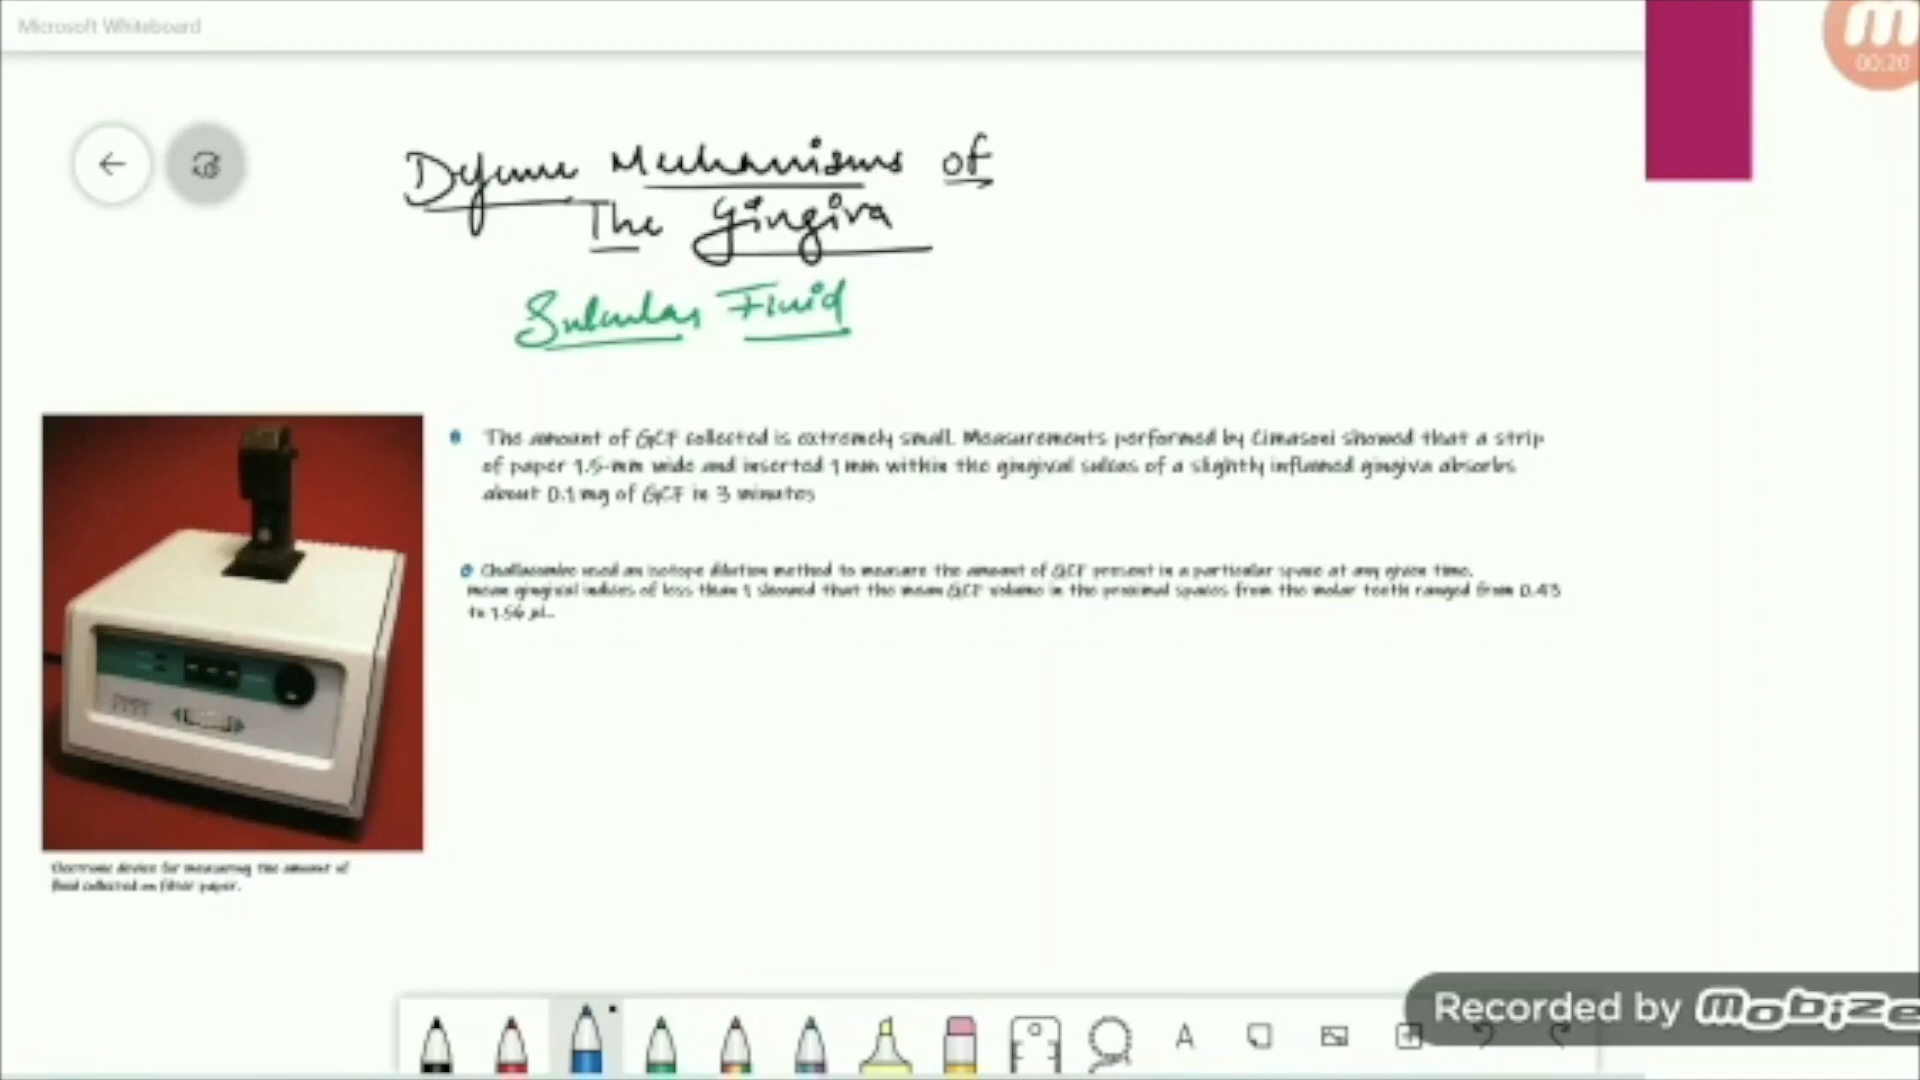 Microsoft Whiteboard
00:20
Defense Mechanisms of
The Gingiva
Sulcular Fluid
The amount of GCF collected is extremely small. Measurements performed by Cimasoni showed that a strip
of paper 1.5-mm wide and inserted 1 mm within the gingival sulcus of a slightly inflamed gingiva absorbs
about 0.1 mg of GCF in 3 minutes
Challacombe used an isotope dilution method to measure the amount of GCF present in a particular space at any given time.
mean gingival indices of less than 1 showed that the mean GCF volume in the proximal spaces from the molar teeth ranged from 0.43
to 1.56 µL.
Electronic device for measuring the amount of
fluid collected on filter paper.
A
Recorded by mobize